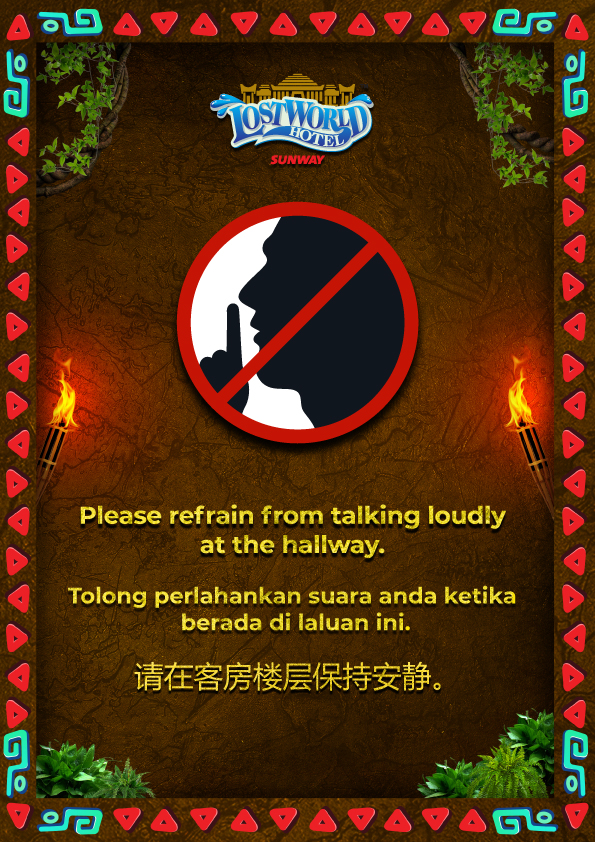 LOST WORLD
HOTEL
SUNWAY
Please refrain from talking loudly
at the hallway.
Tolong perlahankan suara anda ketika
berada di laluan ini.
请在客房楼层保持安静。